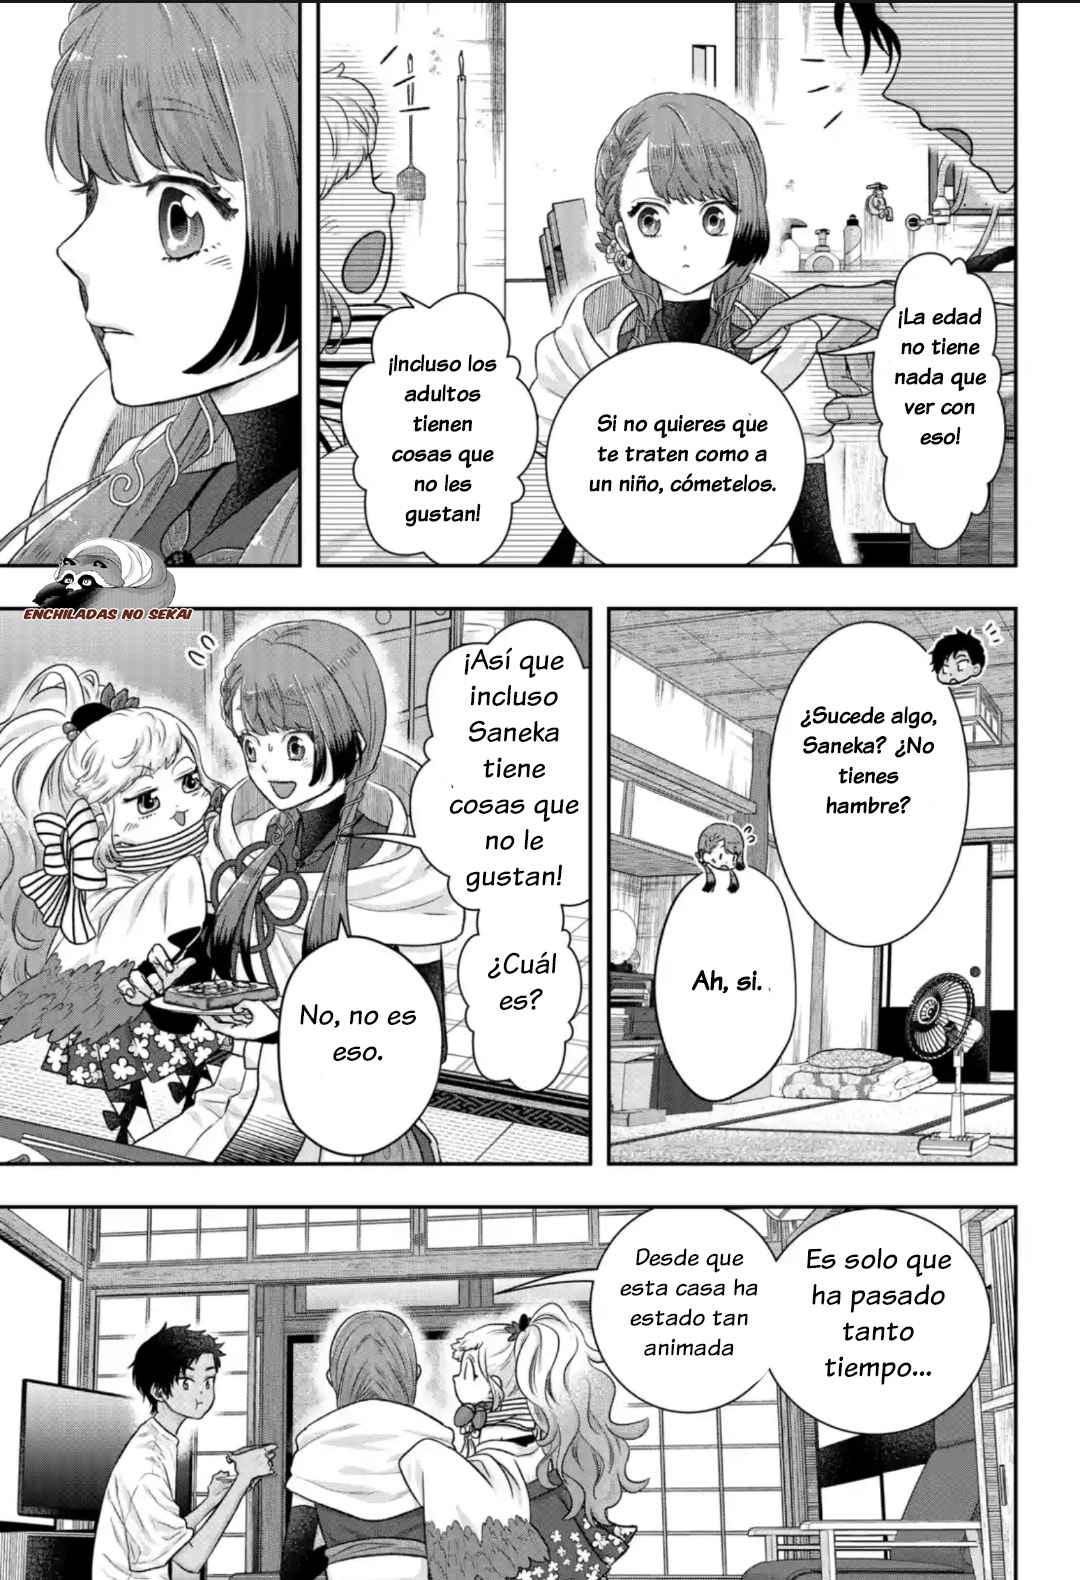 ¡La edad
no tiene
nada que
ver con
eso!
Si no quieres que
te traten como a
un niño, cómetelos.
¡Incluso los
adultos
tienen
cosas que
no les
gustan!
ENCHILADAS NO SEKAI
¿Sucede algo,
Saneka? ¿No
tienes
hambre?
Ah, si.
¡Así que
incluso
Saneka
tiene
cosas que
no le
gustan!
¿Cuál
es?
No, no es
eso.
Es solo que
ha pasado
tanto
tiempo...
Desde que
esta casa ha
estado tan
animada